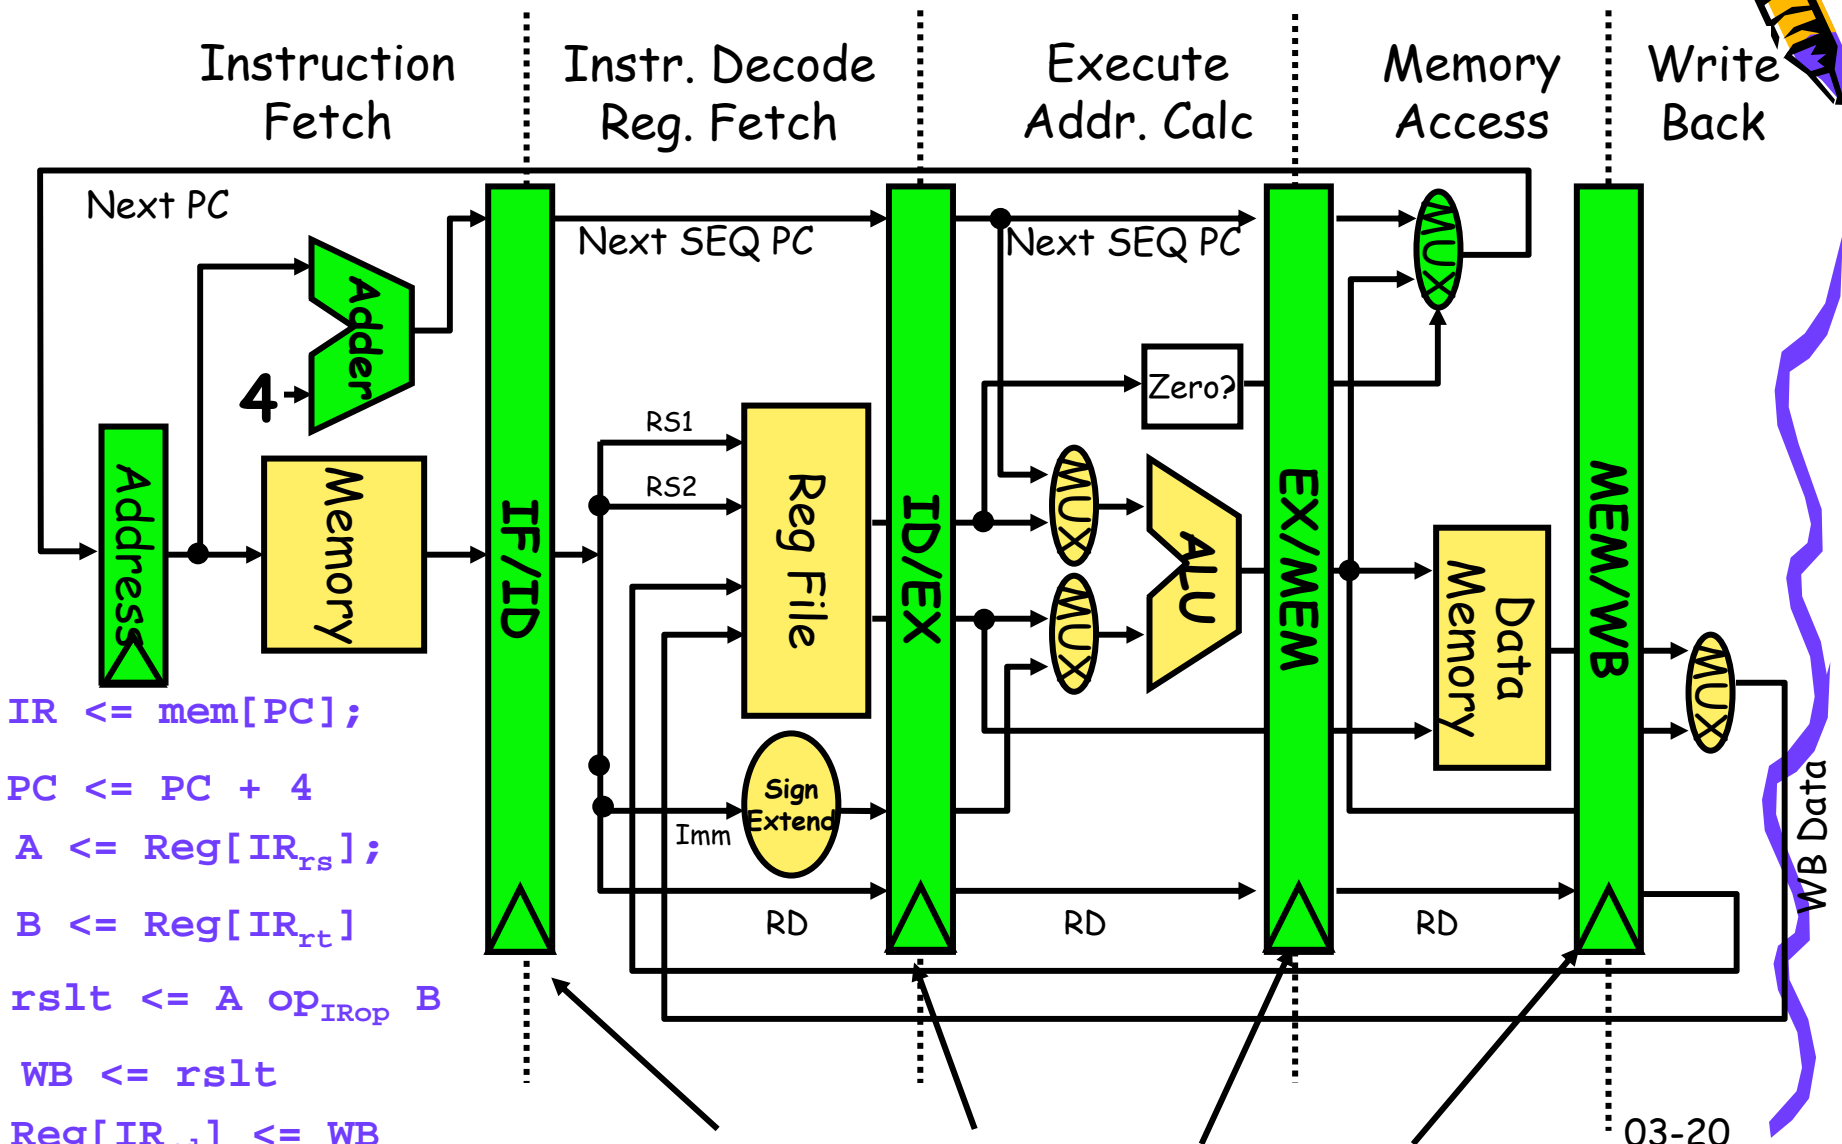 Instruction
Fetch
Instr. Decode
Reg. Fetch
Execute
Addr. Calc
Memory
Access
Write
Back
Next PC
Next SEQ PC
Next SEQ PC
MUX
Adder
4
Zero?
RS1
RS2
Address
Memory
IF/ID
Reg File
ID/EX
MUX
MUX
ALU
EX/MEM
Data
Memory
MEM/WB
MUX
Sign
Extend
Imm
WB Data
RD
RD
RD
IR <= mem[PC];
PC <= PC + 4
A <= Reg[IRrs];
B <= Reg[IRrt]
rslt <= A opIRop B
WB <= rslt
Reg[IR
] <= WB
03-20